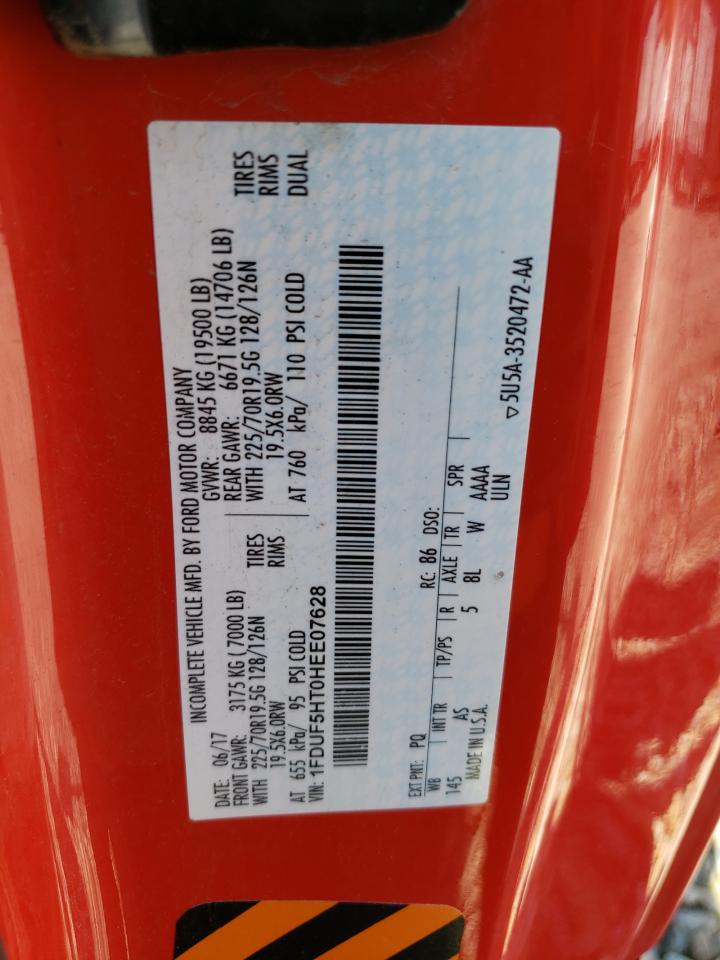 INCOMPLETE VEHICLE MFD. BY FORD MOTOR COMPANY
DATE: 06/17 GVWR: 8845 KG (19500 LB)
FRONT GAWR: 3175 KG (7000 LB) REAR GAWR: 6671 KG (14706 LB)
WITH 225/70R19.5G 128/126N TIRES WITH 225/70R19.5G 128/126N TIRES
19.5X6.0RW RIMS 19.5X6.0RW RIMS
AT 655 kPa/ 95 PSI COLD AT 760 kPa/ 110 PSI COLD DUAL
VIN: 1FDUF5HT0HEE07628
EXT PNT: PQ RC: 86 DSO:
WB INT TR TP/PS R AXLE TR SPR
145 AS 5 8L W AAAA
MADE IN U.S.A. ULN
▽5U5A-3520472-AA